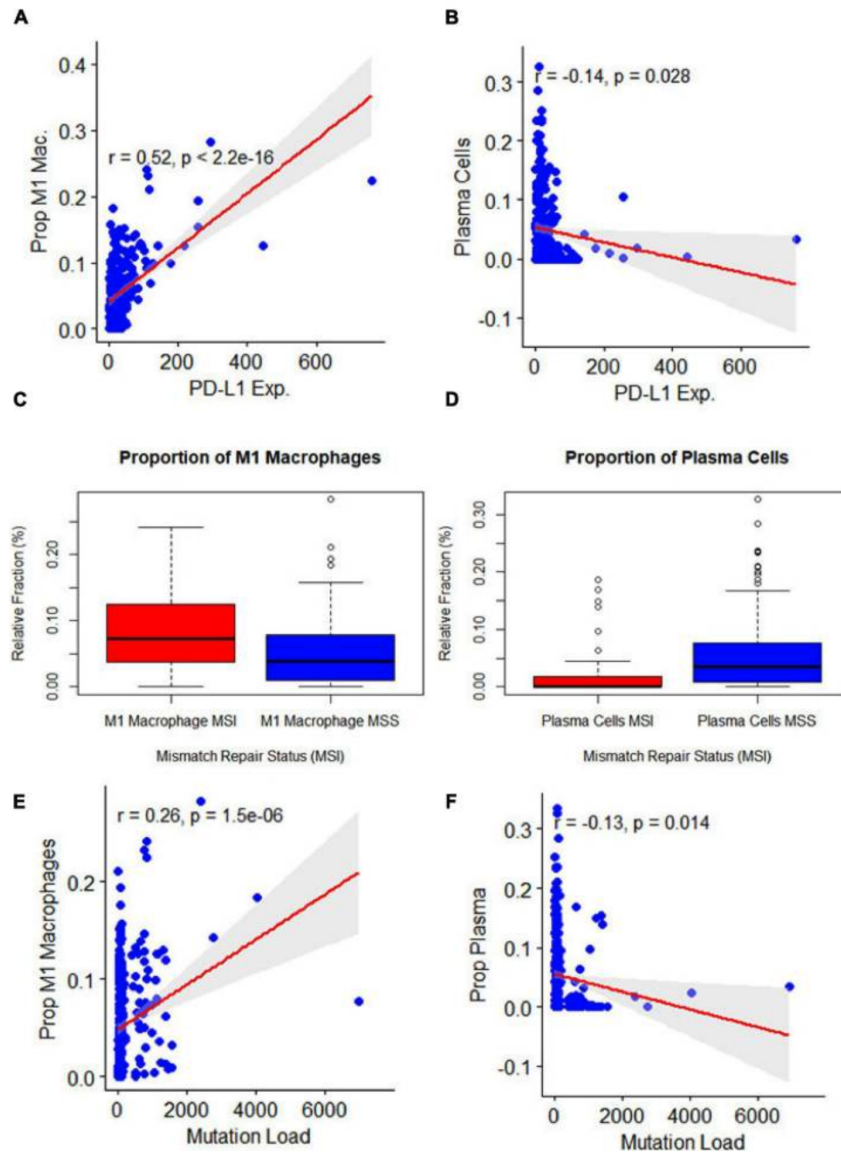 A
0.4
0.3
0.2
0.1
0.0
Prop M1 Mac.
r = 0.52, p < 2.2e-16
0 200 400 600
PD-L1 Exp.
B
0.3
0.2
0.1
0.0
-0.1
Plasma Cells
r = -0.14, p = 0.028
0 200 400 600
PD-L1 Exp.
C
Proportion of M1 Macrophages
Relative Fraction (%)
0.20
0.10
0.00
M1 Macrophage MSI M1 Macrophage MSS
Mismatch Repair Status (MSI)
D
Proportion of Plasma Cells
Relative Fraction (%)
0.30
0.20
0.10
0.00
Plasma Cells MSI Plasma Cells MSS
Mismatch Repair Status (MSI)
E
0.2
0.1
0.0
Prop M1 Macrophages
r = 0.26, p = 1.5e-06
0 2000 4000 6000
Mutation Load
F
0.3
0.2
0.1
0.0
-0.1
Prop Plasma
r = -0.13, p = 0.014
0 2000 4000 6000
Mutation Load